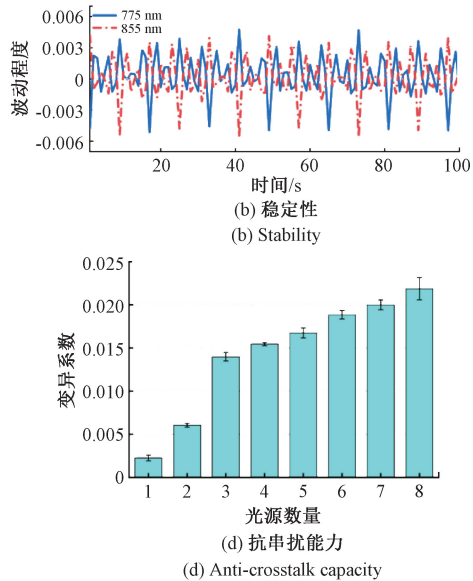 0.006
775 nm
855 nm
0.003
0
-0.003
-0.006
波动程度
20 40 60 80 100
时间/s
(b) 稳定性
(b) Stability
0.025
0.020
0.015
0.010
0.005
0
变异系数
1 2 3 4 5 6 7 8
光源数量
(d) 抗串扰能力
(d) Anti-crosstalk capacity